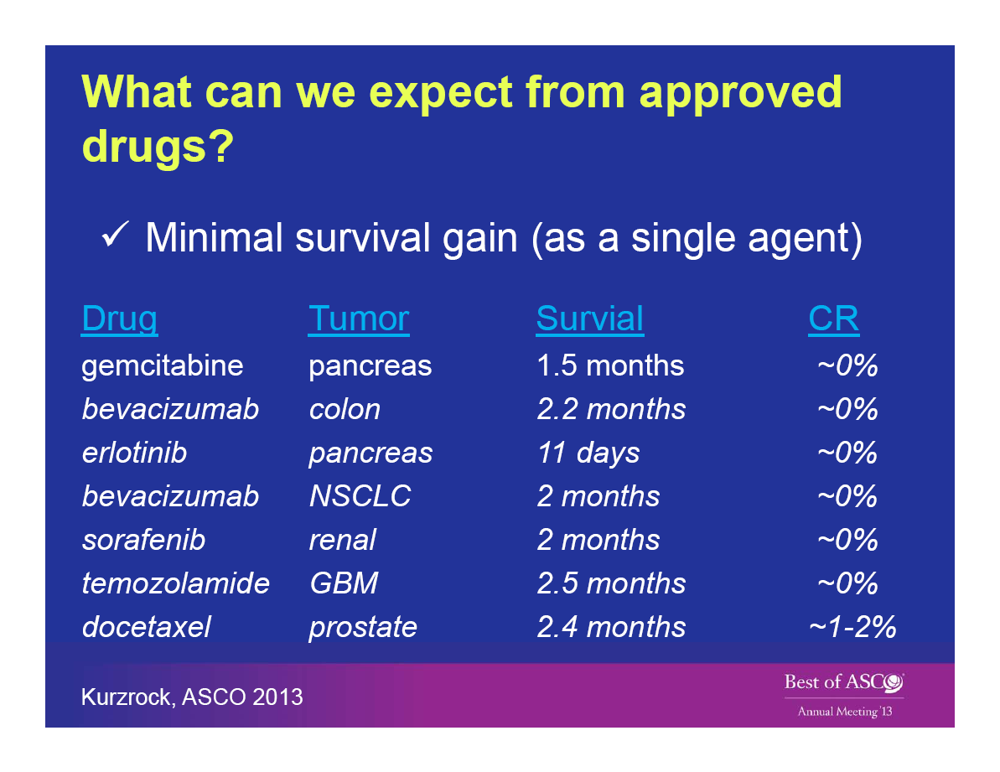 What can we expect from approved
drugs?
✓ Minimal survival gain (as a single agent)
Drug Tumor Survial CR
gemcitabine pancreas 1.5 months ~0%
bevacizumab colon 2.2 months ~0%
erlotinib pancreas 11 days ~0%
bevacizumab NSCLC 2 months ~0%
sorafenib renal 2 months ~0%
temozolamide GBM 2.5 months ~0%
docetaxel prostate 2.4 months ~1-2%
Kurzrock, ASCO 2013
Best of ASCO
Annual Meeting '13